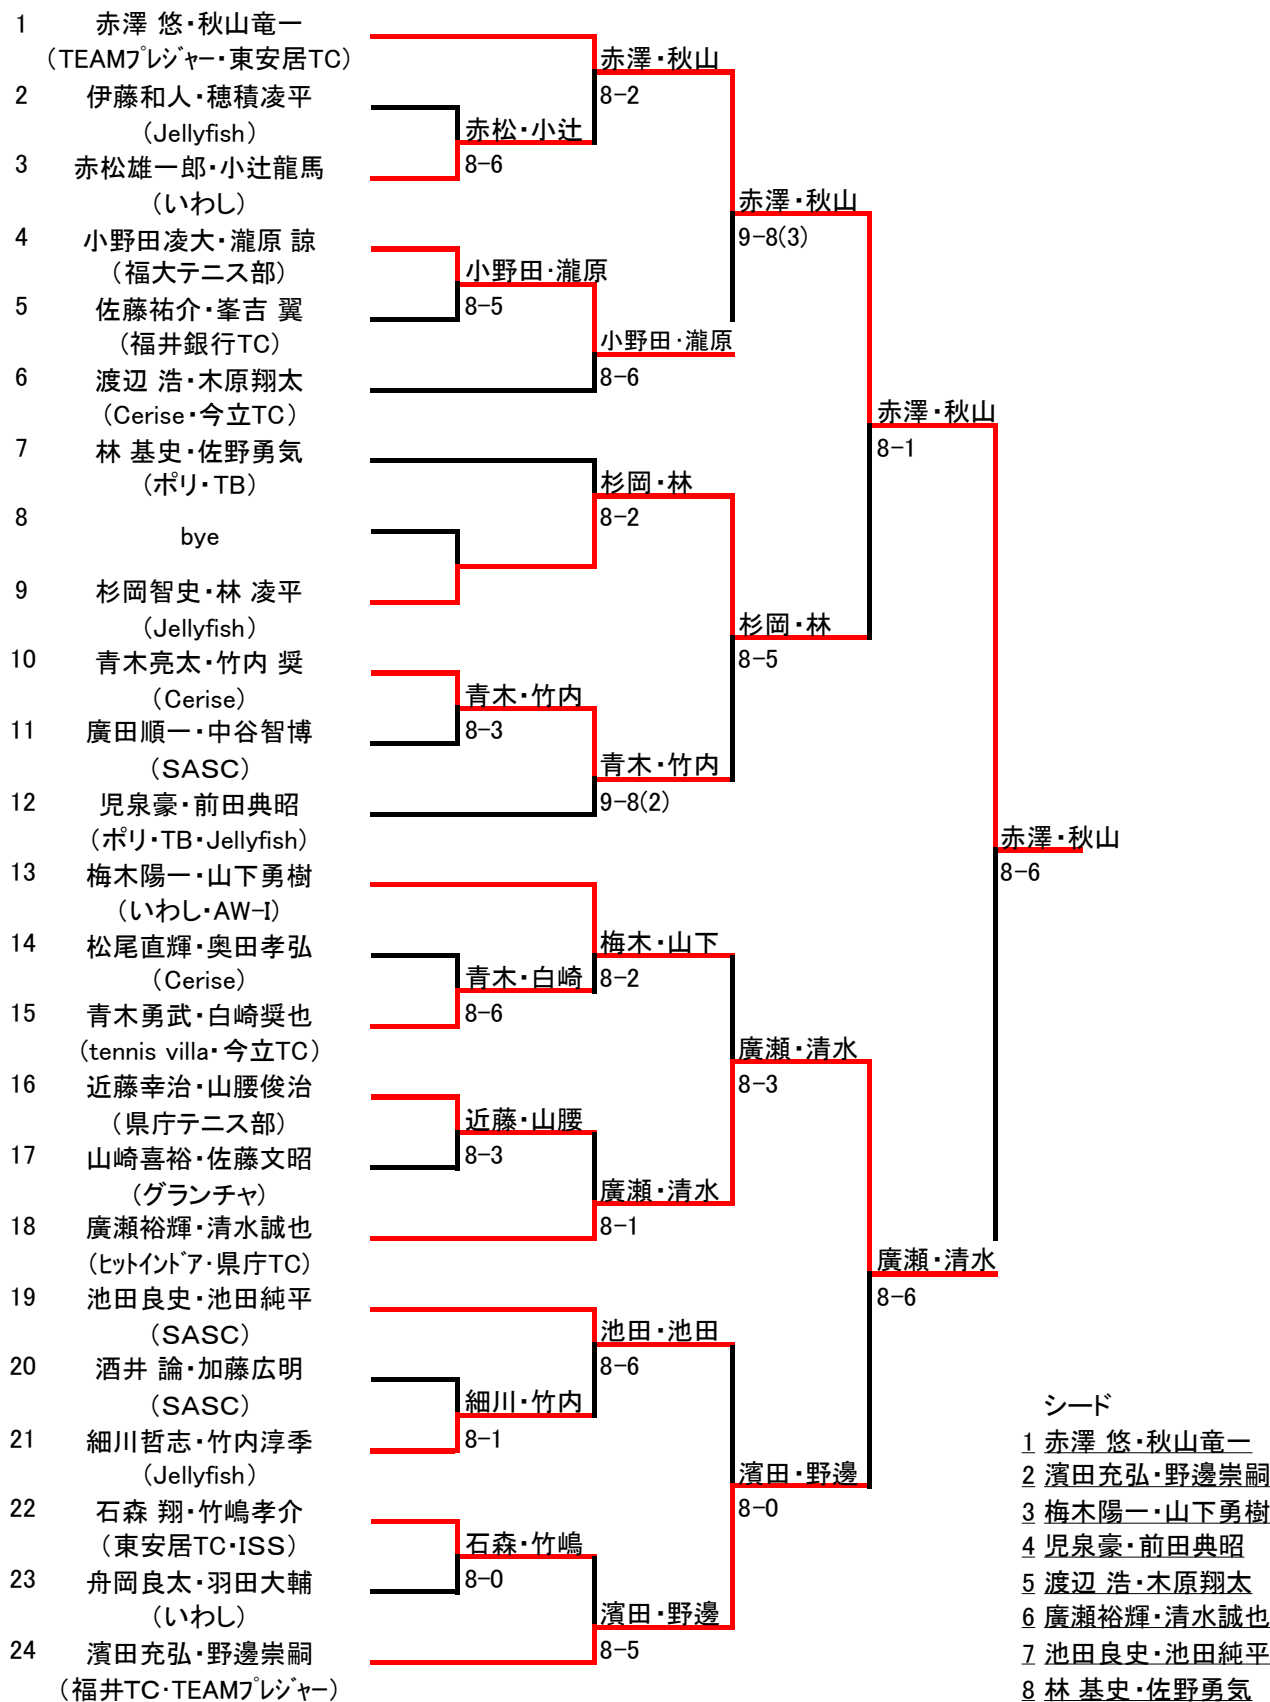 1 赤澤 悠・秋山竜一
（TEAMプレジャー・東安居TC）
2 伊藤和人・穂積凌平
（Jellyfish）
3 赤松雄一郎・小辻龍馬
（いわし）
4 小野田凌大・瀧原 諒
（福大テニス部）
5 佐藤祐介・峯吉 翼
（福井銀行TC）
6 渡辺 浩・木原翔太
（Cerise・今立TC）
7 林 基史・佐野勇気
（ポリ・TB）
8 bye
9 杉岡智史・林 凌平
（Jellyfish）
10 青木亮太・竹内 奨
（Cerise）
11 廣田順一・中谷智博
（SASC）
12 児泉豪・前田典昭
（ポリ・TB・Jellyfish）
13 梅木陽一・山下勇樹
（いわし・AW-I）
14 松尾直輝・奥田孝弘
（Cerise）
15 青木勇武・白崎奨也
（tennis villa・今立TC）
16 近藤幸治・山腰俊治
（県庁テニス部）
17 山崎喜裕・佐藤文昭
（グランチャ）
18 廣瀬裕輝・清水誠也
（ヒットインドア・県庁TC）
19 池田良史・池田純平
（SASC）
20 酒井 諭・加藤広明
（SASC）
21 細川哲志・竹内淳季
（Jellyfish）
22 石森 翔・竹嶋孝介
（東安居TC・ISS）
23 舟岡良太・羽田大輔
（いわし）
24 濱田充弘・野邊崇嗣
（福井TC・TEAMプレジャー）
赤松・小辻
8-6
小野田・瀧原
8-5
青木・竹内
8-3
青木・白崎
8-6
近藤・山腰
8-3
細川・竹内
8-1
石森・竹嶋
8-0
赤澤・秋山
8-2
小野田・瀧原
8-6
杉岡・林
8-2
青木・竹内
9-8(2)
梅木・山下
8-2
廣瀬・清水
8-1
池田・池田
8-6
濱田・野邊
8-5
赤澤・秋山
9-8(3)
杉岡・林
8-5
廣瀬・清水
8-3
濱田・野邊
8-0
赤澤・秋山
8-1
廣瀬・清水
8-6
赤澤・秋山
8-6
シード
1 赤澤 悠・秋山竜一
2 濱田充弘・野邊崇嗣
3 梅木陽一・山下勇樹
4 児泉豪・前田典昭
5 渡辺 浩・木原翔太
6 廣瀬裕輝・清水誠也
7 池田良史・池田純平
8 林 基史・佐野勇気